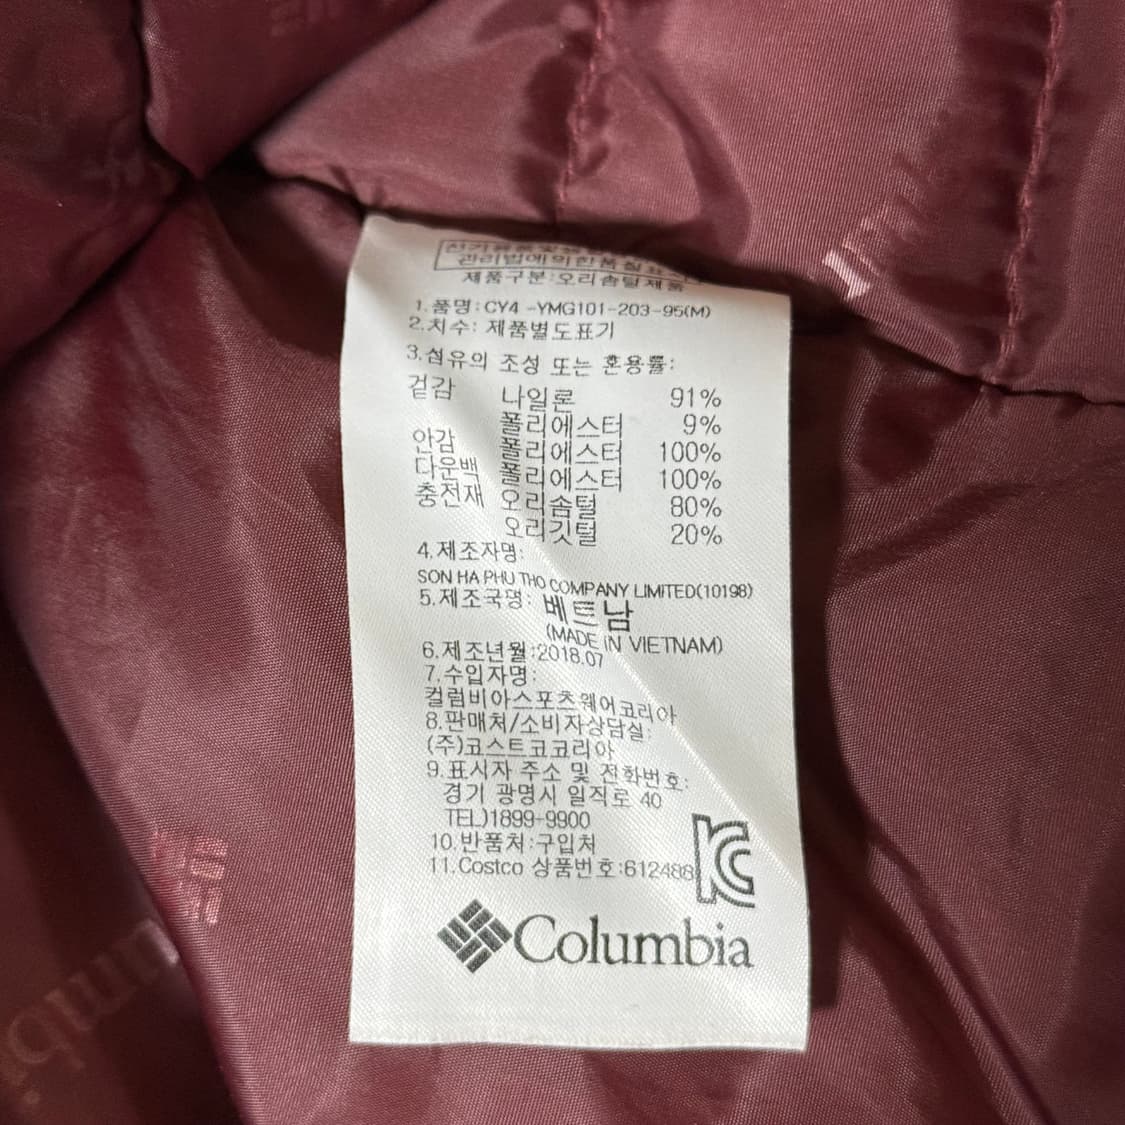 관리법에의한품질표
제품구분:오리솜털제품
1.품명:CY4 -YMG101-203-95(M)
2.치수: 제품별도표기
3.섬유의 조성 또는 혼용률:
겉감 나일론 91%
폴리에스터 9%
안감 폴리에스터 100%
다운백 폴리에스터 100%
충전재 오리솜털 80%
오리깃털 20%
4.제조자명:
SON HA PHU THO COMPANY LIMITED(10198)
5.제조국명: 베트남
(MADE IN VIETNAM)
6.제조년월:2018.07
7.수입자명:
컬럼비아스포츠웨어코리아
8.판매처/소비자상담실:
(주)코스트코코리아
9.표시자 주소 및 전화번호:
경기 광명시 일직로 40
TEL)1899-9900
10.반품처:구입처
11.Costco 상품번호:612488
Columbia